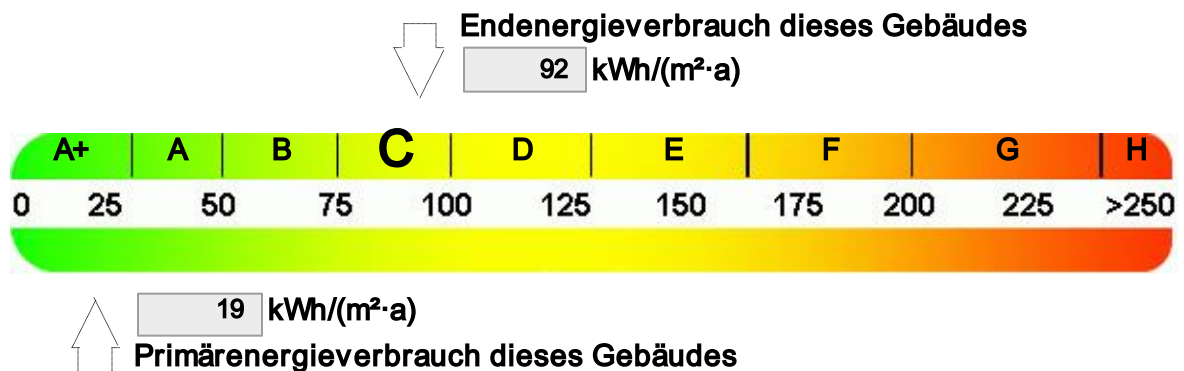 Endenergieverbrauch dieses Gebäudes
92 kWh/(m²·a)
A+ A B C D E F G H
0 25 50 75 100 125 150 175 200 225 >250
19 kWh/(m²·a)
Primärenergieverbrauch dieses Gebäudes